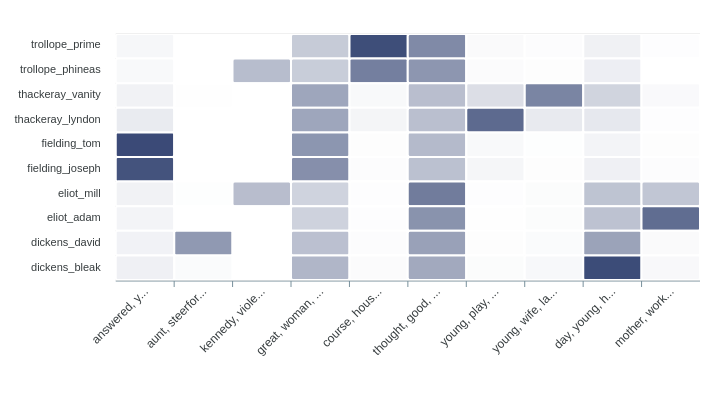 trollope_prime
trollope_phineas
thackeray_vanity
thackeray_lyndon
fielding_tom
fielding_joseph
eliot_mill
eliot_adam
dickens_david
dickens_bleak
answered, y...
aunt, steerfor...
kennedy, viole...
great, woman, ...
course, hous...
thought, good, ...
young, play, ...
young, wife, la...
day, young, h...
mother, work...